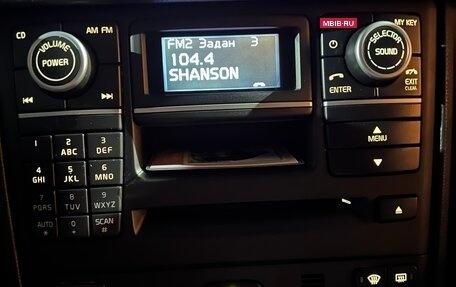 CD
AM FM
VOLUME
POWER
FM2 Задан 3
104.4
SHANSON
MBIB-RU
MY KEY
SELECTOR
SOUND
ENTER
EXIT
CLEAR
MENU
1
2
ABC
3
DEF
4
GHI
5
JKL
6
MNO
7
PQRS
8
TUV
9
WXYZ
AUTO
*
0
+
SCAN
#